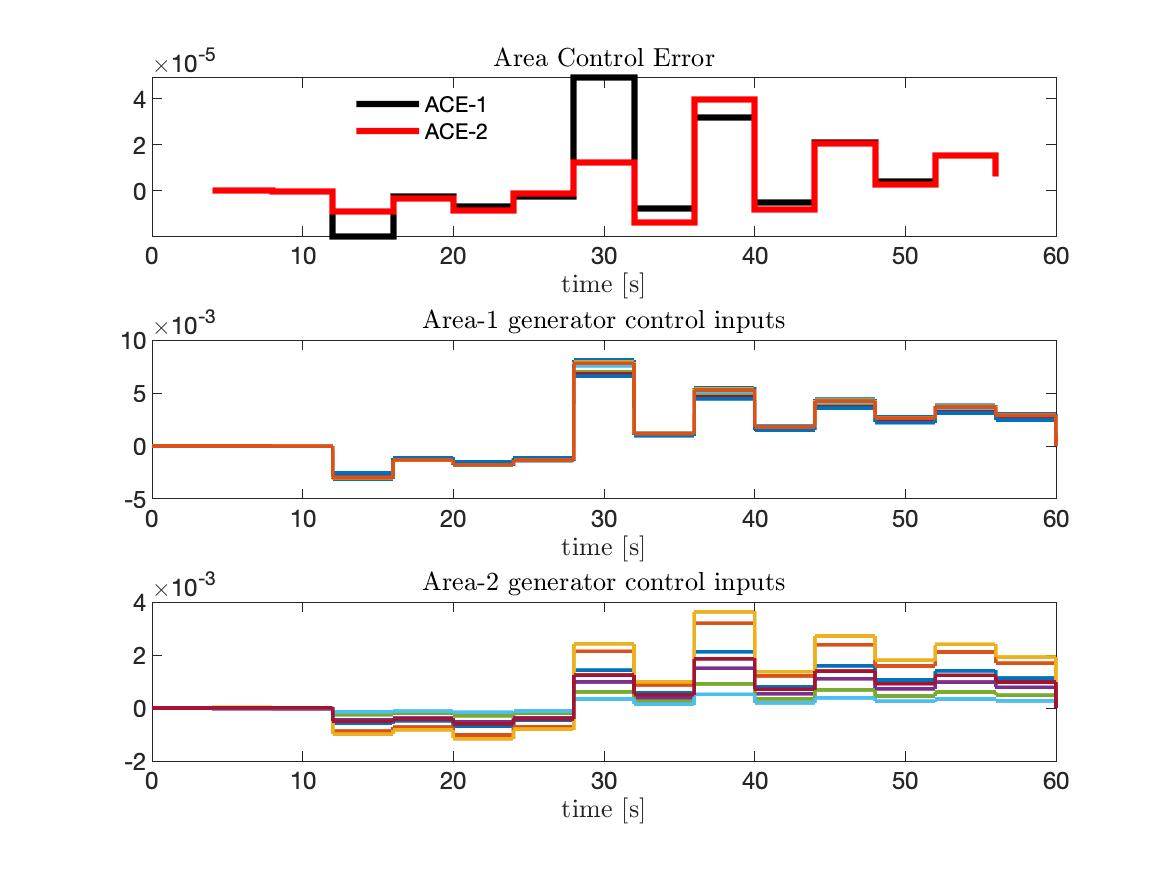 Area Control Error
×10-5
4
2
0
ACE-1
ACE-2
0 10 20 30 40 50 60
time [s]
Area-1 generator control inputs
×10-3
10
5
0
-5
0 10 20 30 40 50 60
time [s]
Area-2 generator control inputs
×10-3
4
2
0
-2
0 10 20 30 40 50 60
time [s]